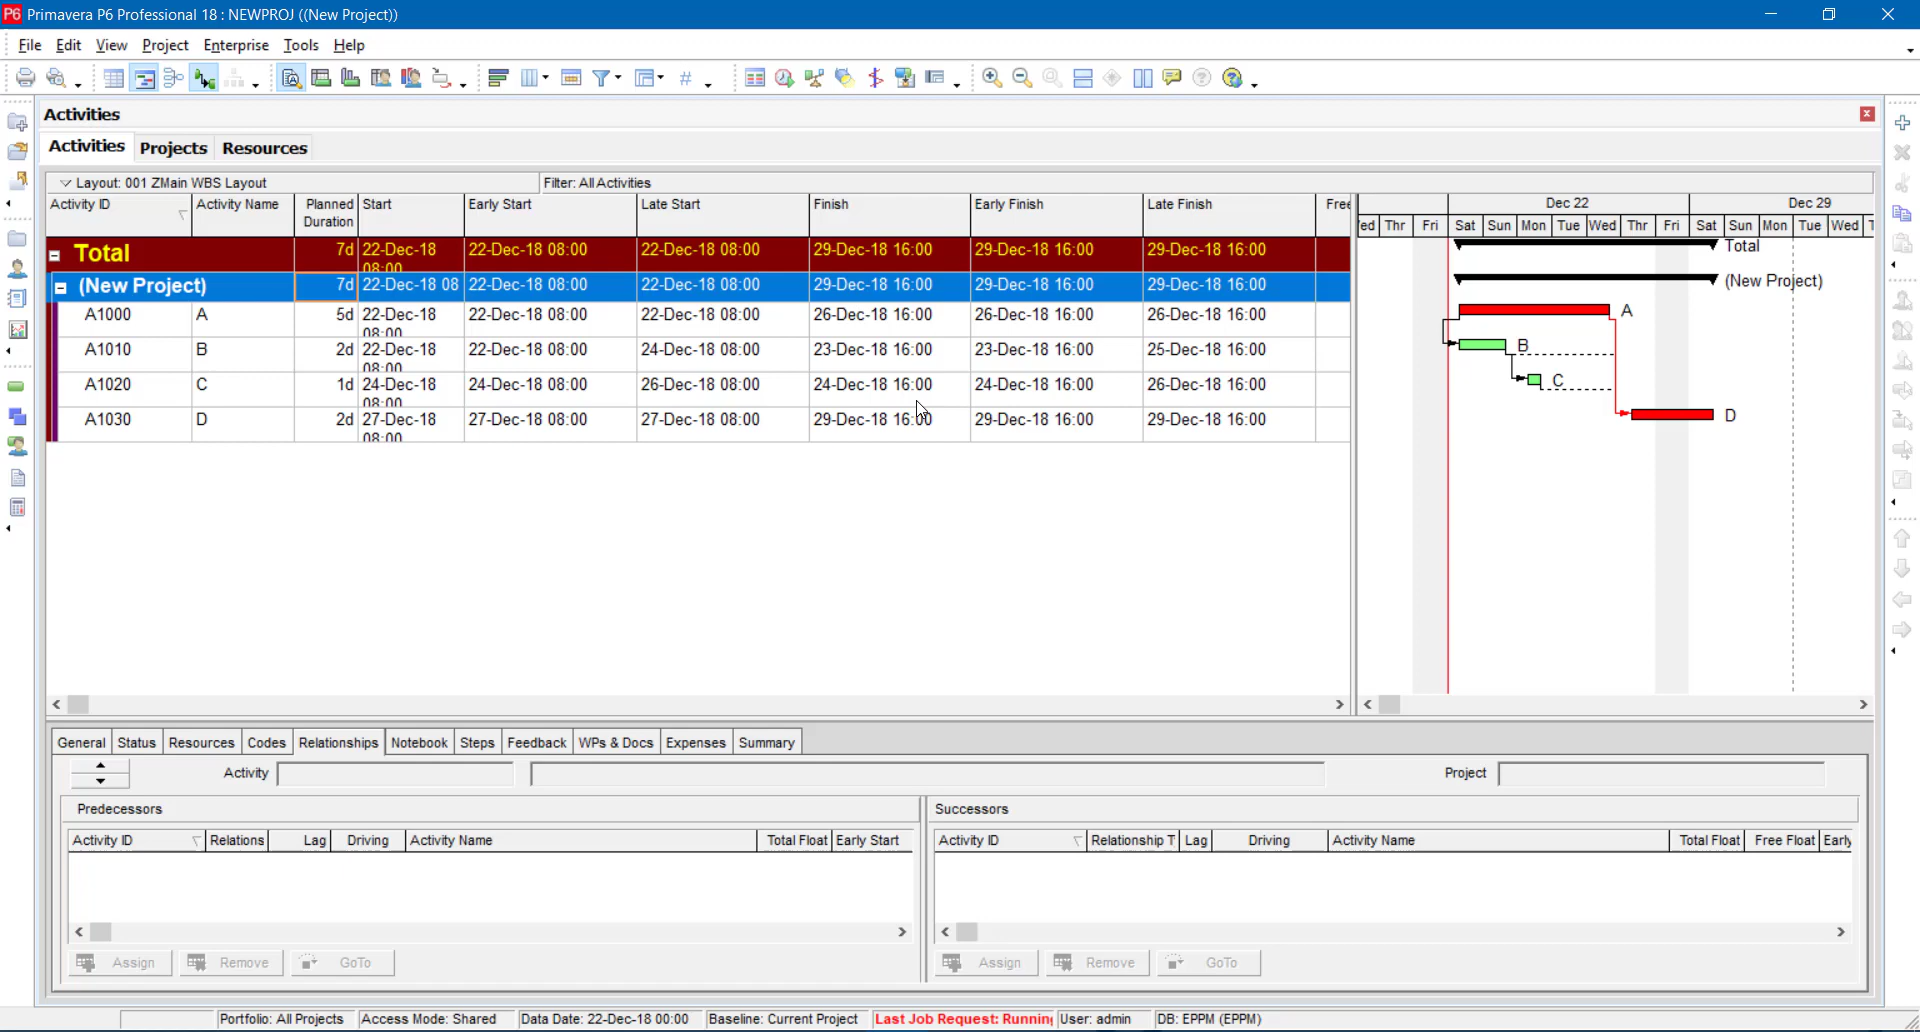 P6 Primavera P6 Professional 18 : NEWPROJ ((New Project))
File Edit View Project Enterprise Tools Help
Activities
Activities Projects Resources
Layout: 001 ZMain WBS Layout Filter: All Activities
Activity ID Activity Name Planned Duration Start Early Start Late Start Finish Early Finish Late Finish Free
Dec 22 Dec 29
Wed Thr Fri Sat Sun Mon Tue Wed Thr Fri Sat Sun Mon Tue Wed T
Total 7d 22-Dec-18 08:00 22-Dec-18 08:00 22-Dec-18 08:00 29-Dec-18 16:00 29-Dec-18 16:00 29-Dec-18 16:00 Total
(New Project) 7d 22-Dec-18 08 22-Dec-18 08:00 22-Dec-18 08:00 29-Dec-18 16:00 29-Dec-18 16:00 29-Dec-18 16:00 (New Project)
A1000 A 5d 22-Dec-18 08:00 22-Dec-18 08:00 22-Dec-18 08:00 26-Dec-18 16:00 26-Dec-18 16:00 26-Dec-18 16:00 A
A1010 B 2d 22-Dec-18 08:00 22-Dec-18 08:00 24-Dec-18 08:00 23-Dec-18 16:00 23-Dec-18 16:00 25-Dec-18 16:00 B
A1020 C 1d 24-Dec-18 08:00 24-Dec-18 08:00 26-Dec-18 08:00 24-Dec-18 16:00 24-Dec-18 16:00 26-Dec-18 16:00 C
A1030 D 2d 27-Dec-18 08:00 27-Dec-18 08:00 27-Dec-18 08:00 29-Dec-18 16:00 29-Dec-18 16:00 29-Dec-18 16:00 D
General Status Resources Codes Relationships Notebook Steps Feedback WPs & Docs Expenses Summary
Activity Project
Predecessors Successors
Activity ID Relations Lag Driving Activity Name Total Float Early Start Activity ID Relationship T Lag Driving Activity Name Total Float Free Float Early
Assign Remove GoTo Assign Remove GoTo
Portfolio: All Projects Access Mode: Shared Data Date: 22-Dec-18 00:00 Baseline: Current Project Last Job Request: Running User: admin DB: EPPM (EPPM)